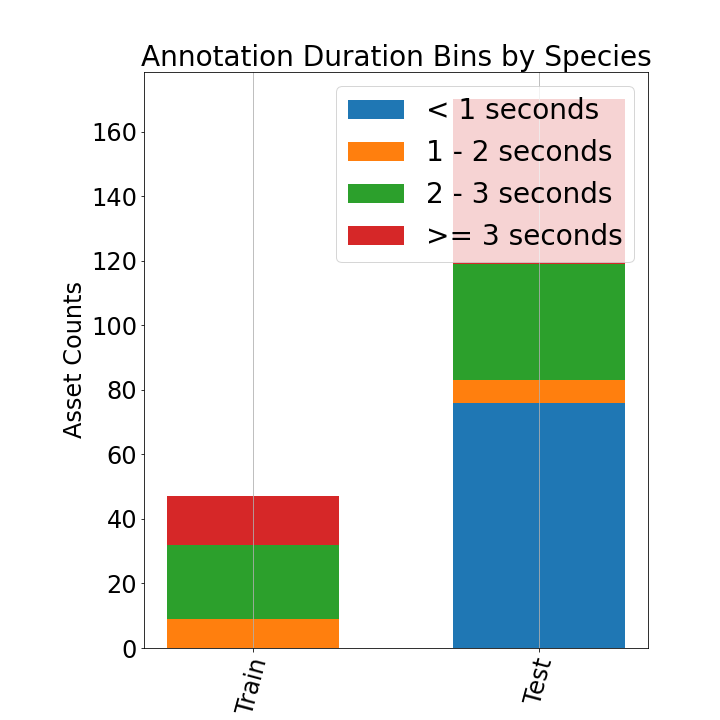 Annotation Duration Bins by Species
< 1 seconds
1 - 2 seconds
2 - 3 seconds
>= 3 seconds
160
140
120
100
80
60
40
20
0
Asset Counts
Train
Test